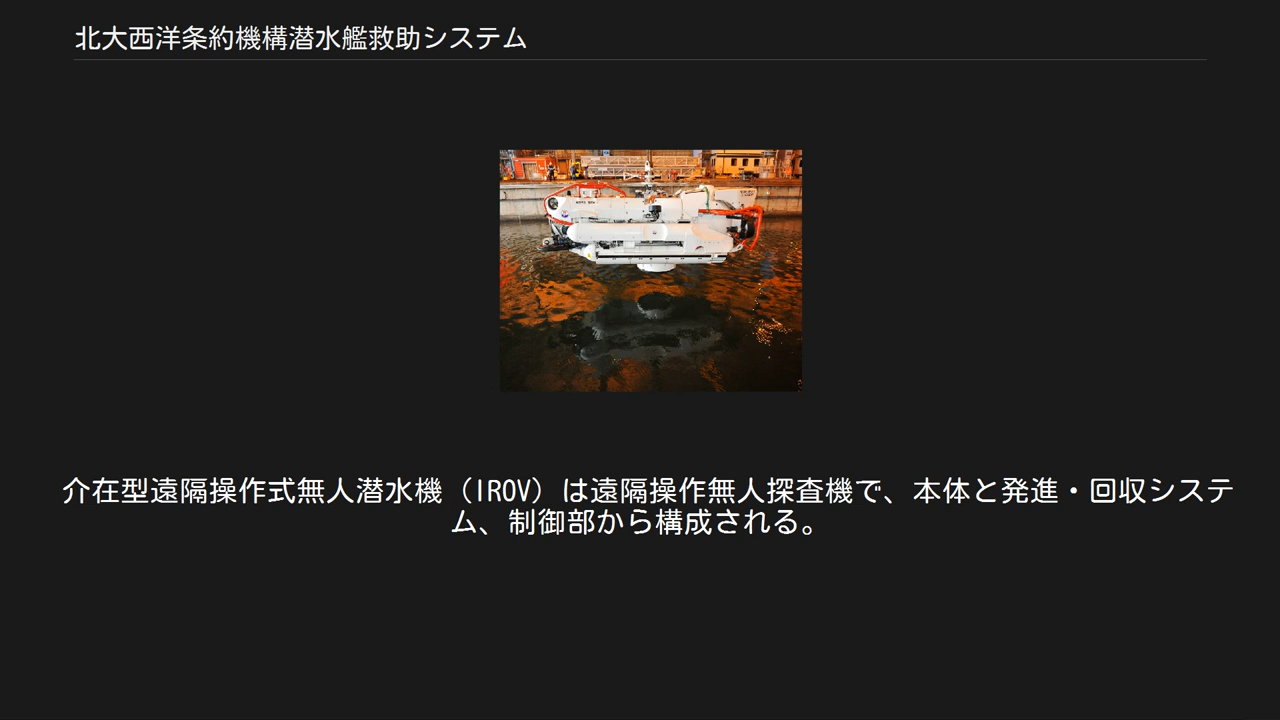 北大西洋条約機構潜水艦救助システム
介在型遠隔操作式無人潜水機（IROV）は遠隔操作無人探査機で、本体と発進・回収システ
ム、制御部から構成される。